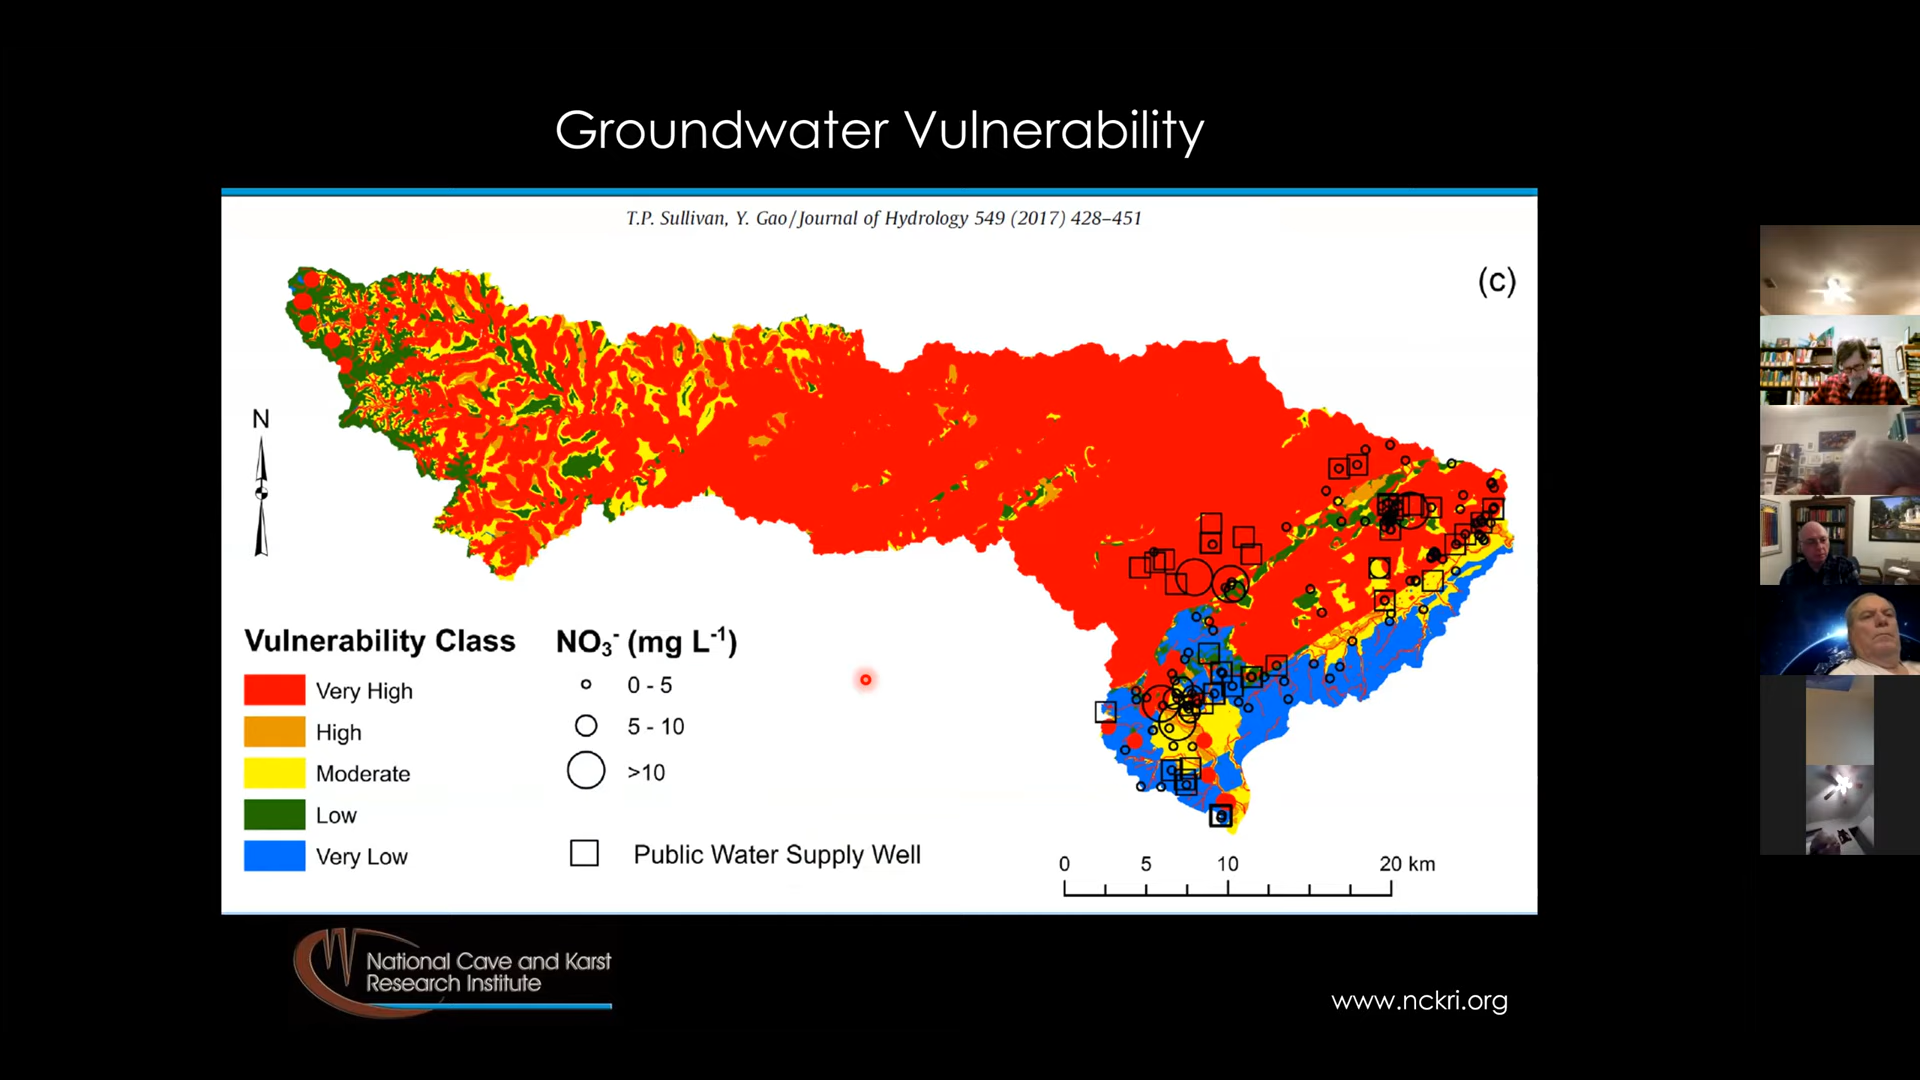 Groundwater Vulnerability
T.P. Sullivan, Y. Gao/Journal of Hydrology 549 (2017) 428–451
(c)
N
Vulnerability Class
Very High
High
Moderate
Low
Very Low
NO₃⁻ (mg L⁻¹)
0 - 5
5 - 10
>10
Public Water Supply Well
0 5 10 20 km
National Cave and Karst
Research Institute
www.nckri.org